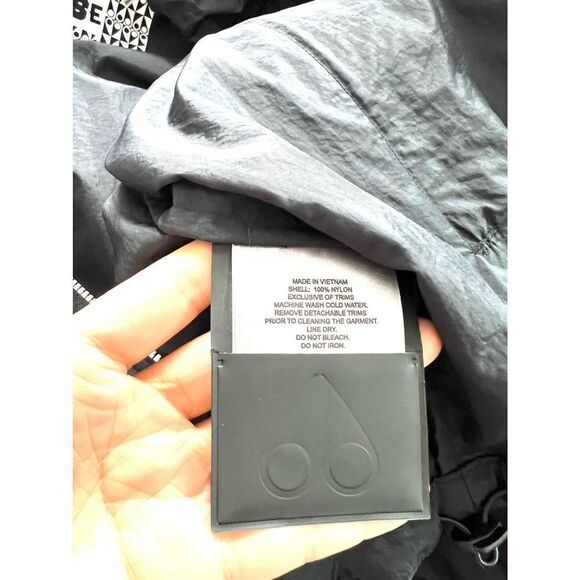 BE
MADE IN VIETNAM
SHELL: 100% NYLON
EXCLUSIVE OF TRIMS
MACHINE WASH COLD WATER.
REMOVE DETACHABLE TRIMS
PRIOR TO CLEANING THE GARMENT.
LINE DRY.
DO NOT BLEACH.
DO NOT IRON.